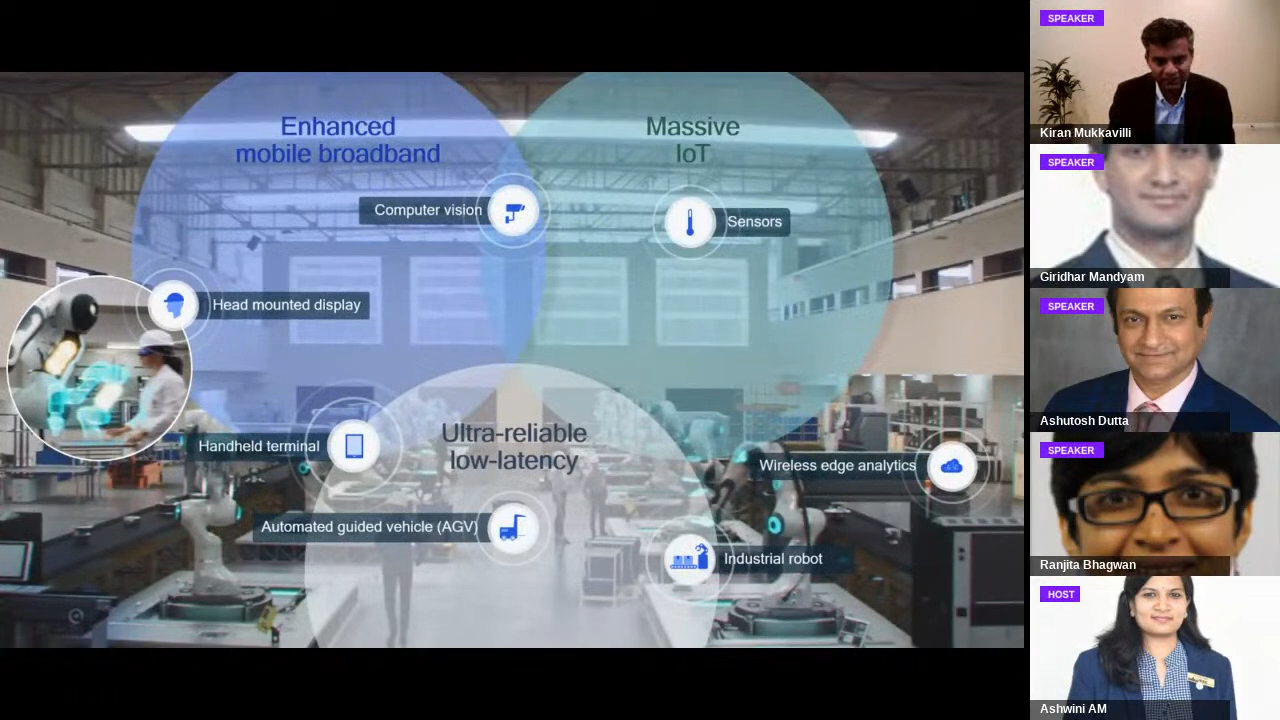 Enhanced
mobile broadband
Massive
IoT
Computer vision
Sensors
Head mounted display
Ultra-reliable
low-latency
Handheld terminal
Wireless edge analytics
Automated guided vehicle (AGV)
Industrial robot
SPEAKER
Kiran Mukkavilli
SPEAKER
Giridhar Mandyam
SPEAKER
Ashutosh Dutta
SPEAKER
Ranjita Bhagwan
HOST
Ashwini AM